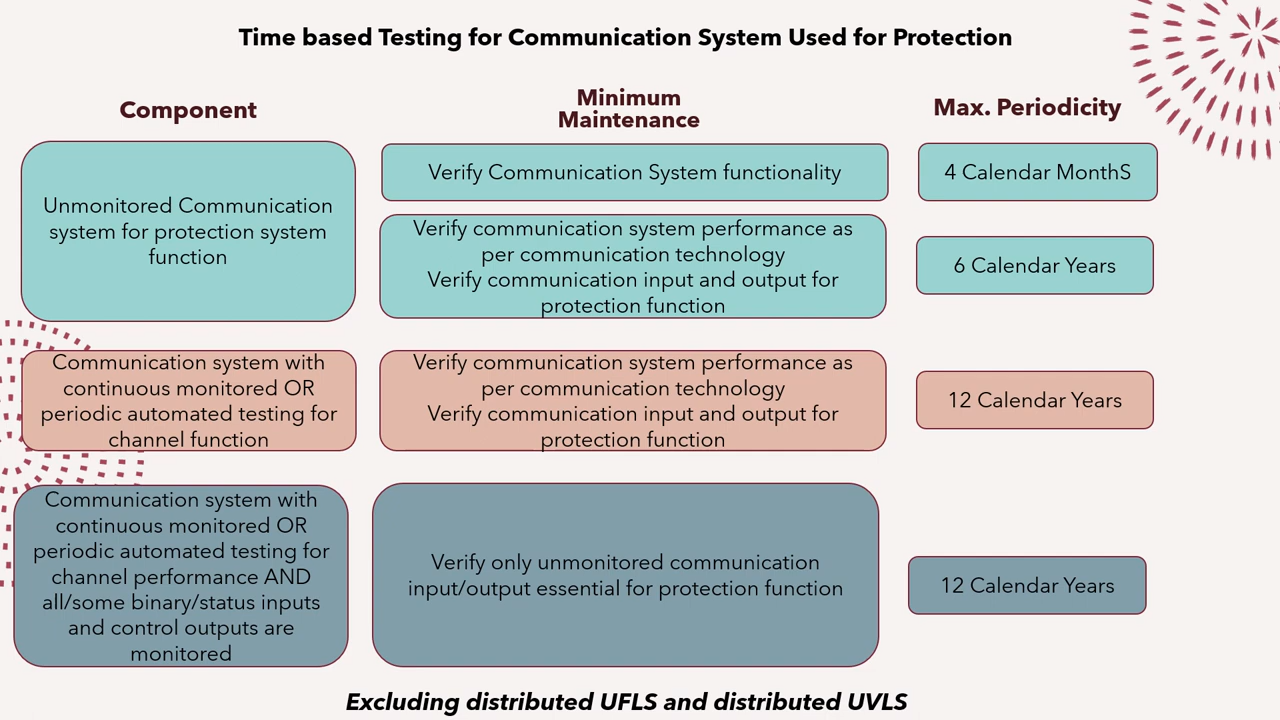 Time based Testing for Communication System Used for Protection
Component
Minimum
Maintenance
Max. Periodicity
Unmonitored Communication
system for protection system
function
Verify Communication System functionality
4 Calendar MonthS
Verify communication system performance as
per communication technology
Verify communication input and output for
protection function
6 Calendar Years
Communication system with
continuous monitored OR
periodic automated testing for
channel function
Verify communication system performance as
per communication technology
Verify communication input and output for
protection function
12 Calendar Years
Communication system with
continuous monitored OR
periodic automated testing for
channel performance AND
all/some binary/status inputs
and control outputs are
monitored
Verify only unmonitored communication
input/output essential for protection function
12 Calendar Years
Excluding distributed UFLS and distributed UVLS